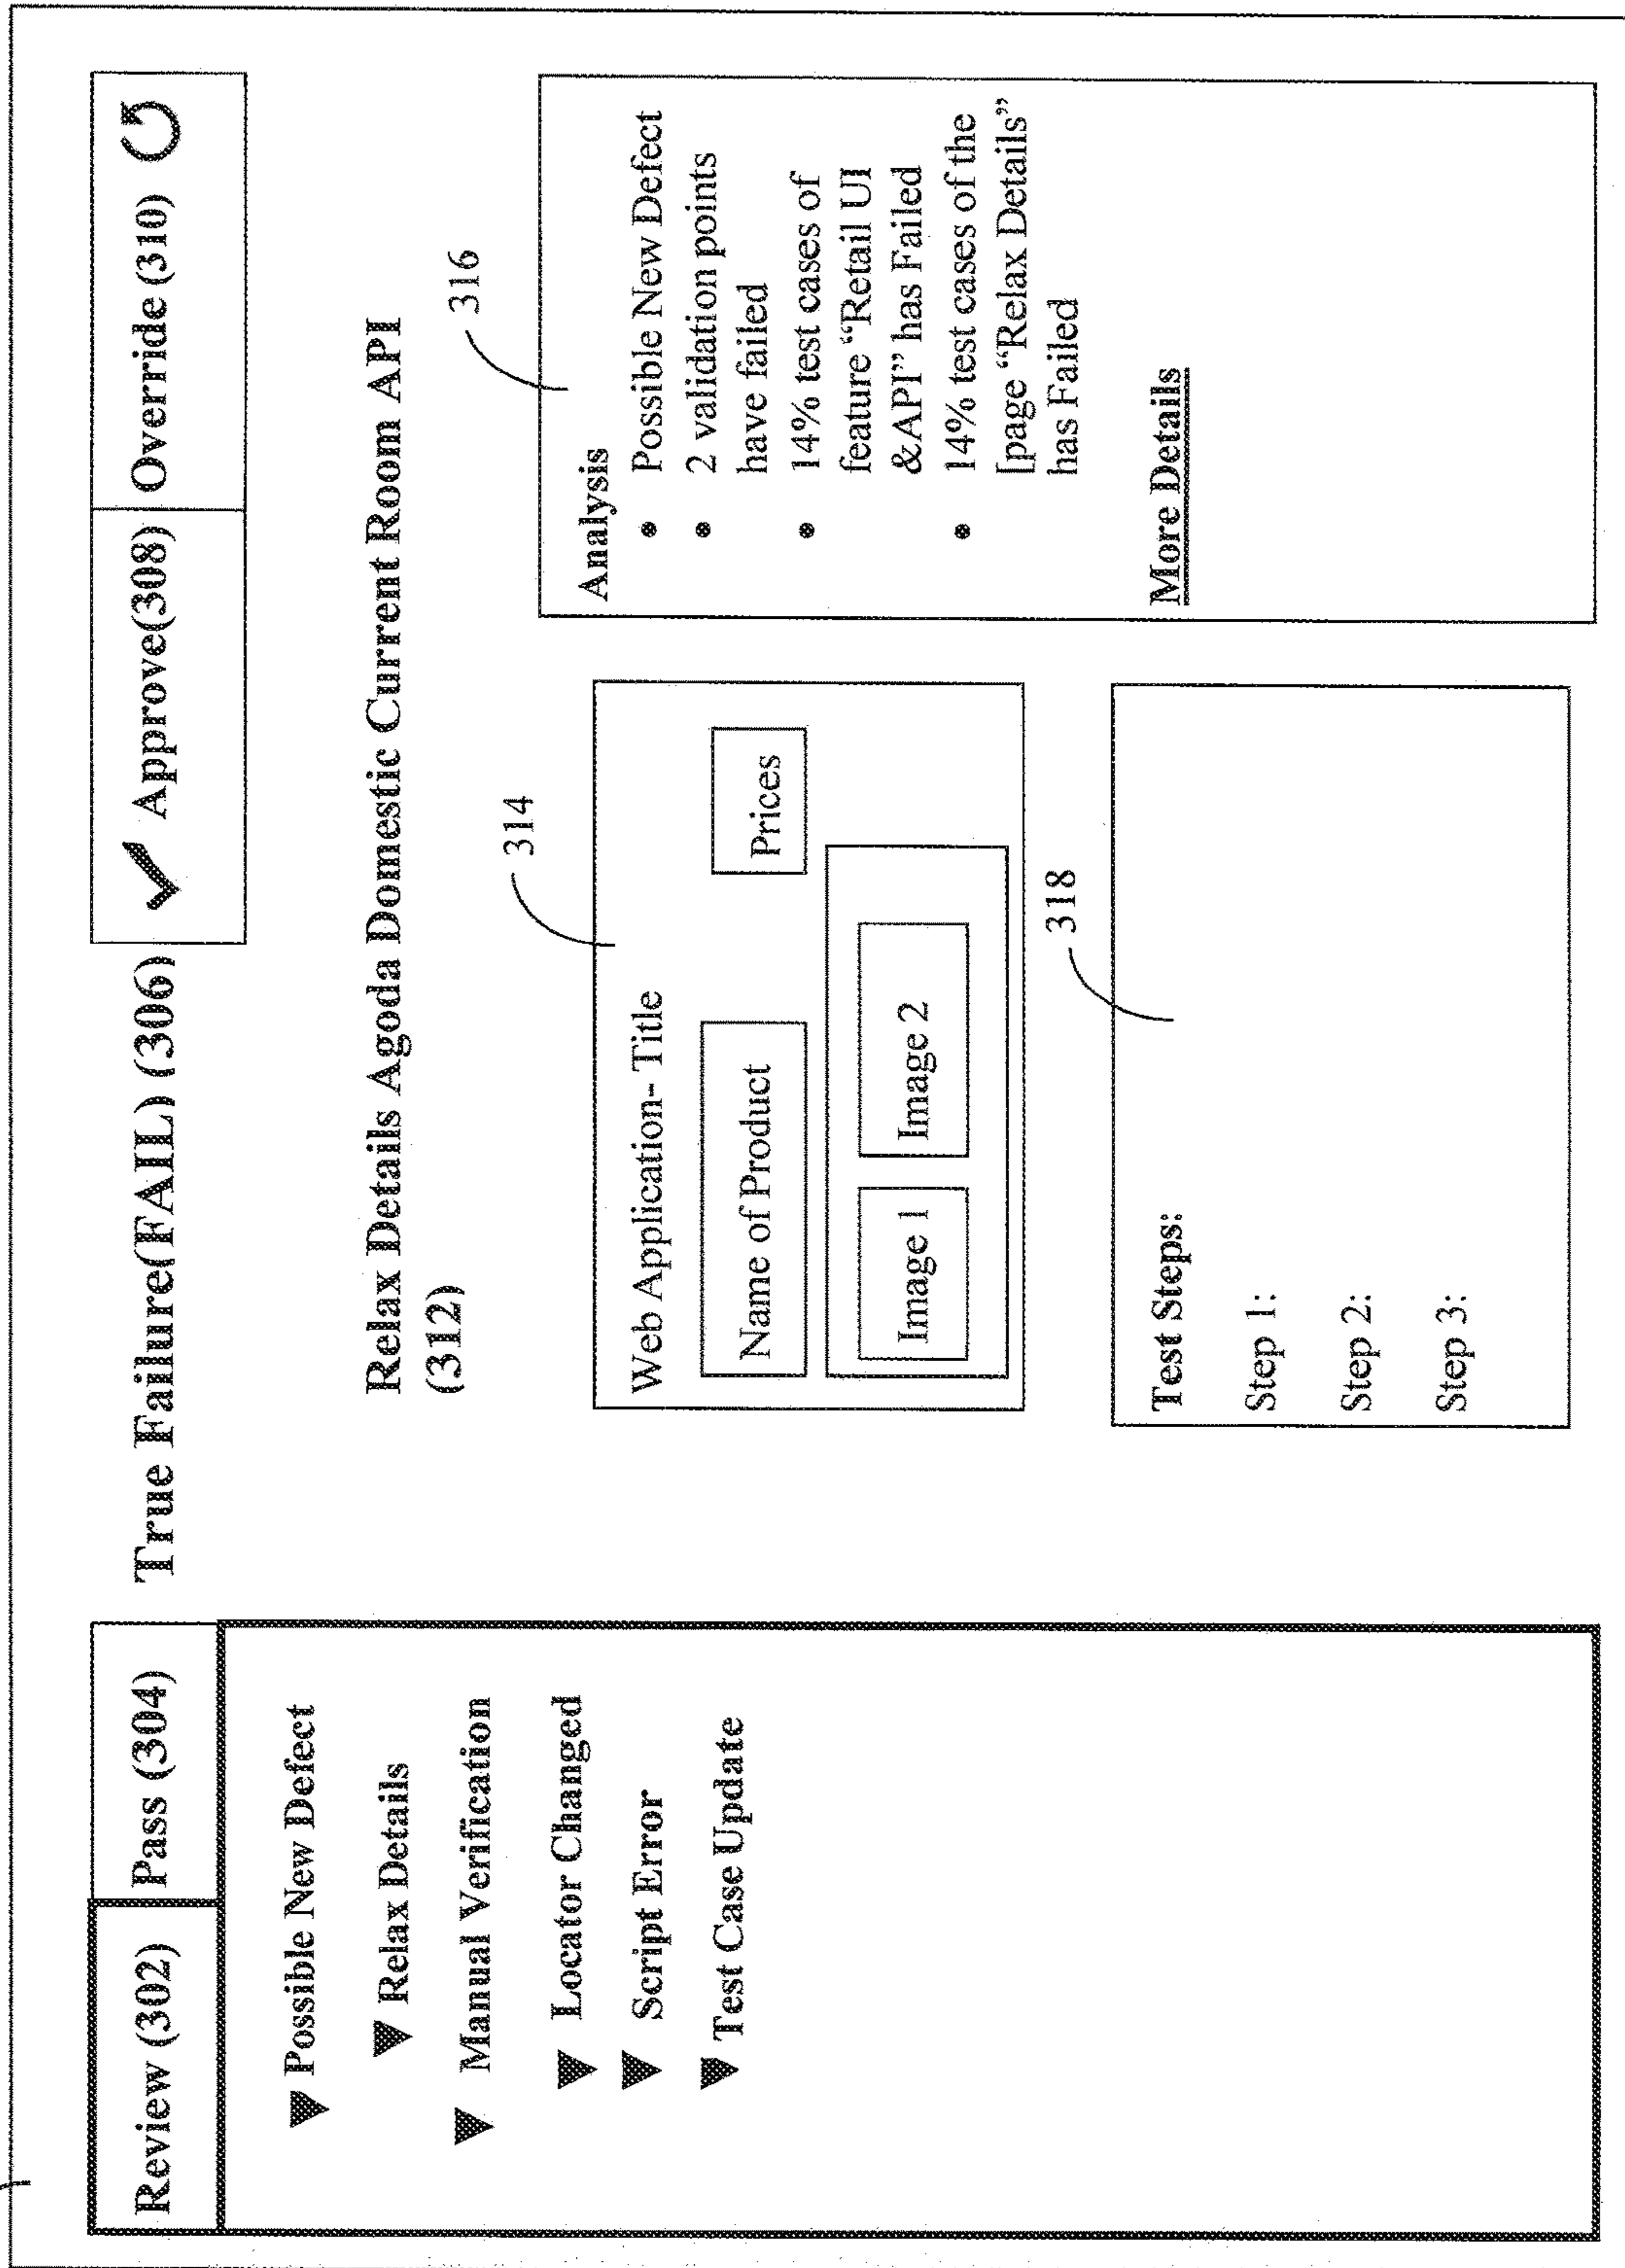 Review (302)
Pass (304)
True Failure(FAIL) (306)
Approve(308)
Override (310)
Possible New Defect
Relax Details
Manual Verification
Locator Changed
Script Error
Test Case Update
Relax Details Agoda Domestic Current Room API
(312)
314
Web Application- Title
Name of Product
Prices
Image 1
Image 2
318
Test Steps:
Step 1:
Step 2:
Step 3:
316
Analysis
• Possible New Defect
• 2 validation points
have failed
• 14% test cases of
feature “Retail UI
&API” has Failed
• 14% test cases of the
[page “Relax Details”
has Failed
More Details